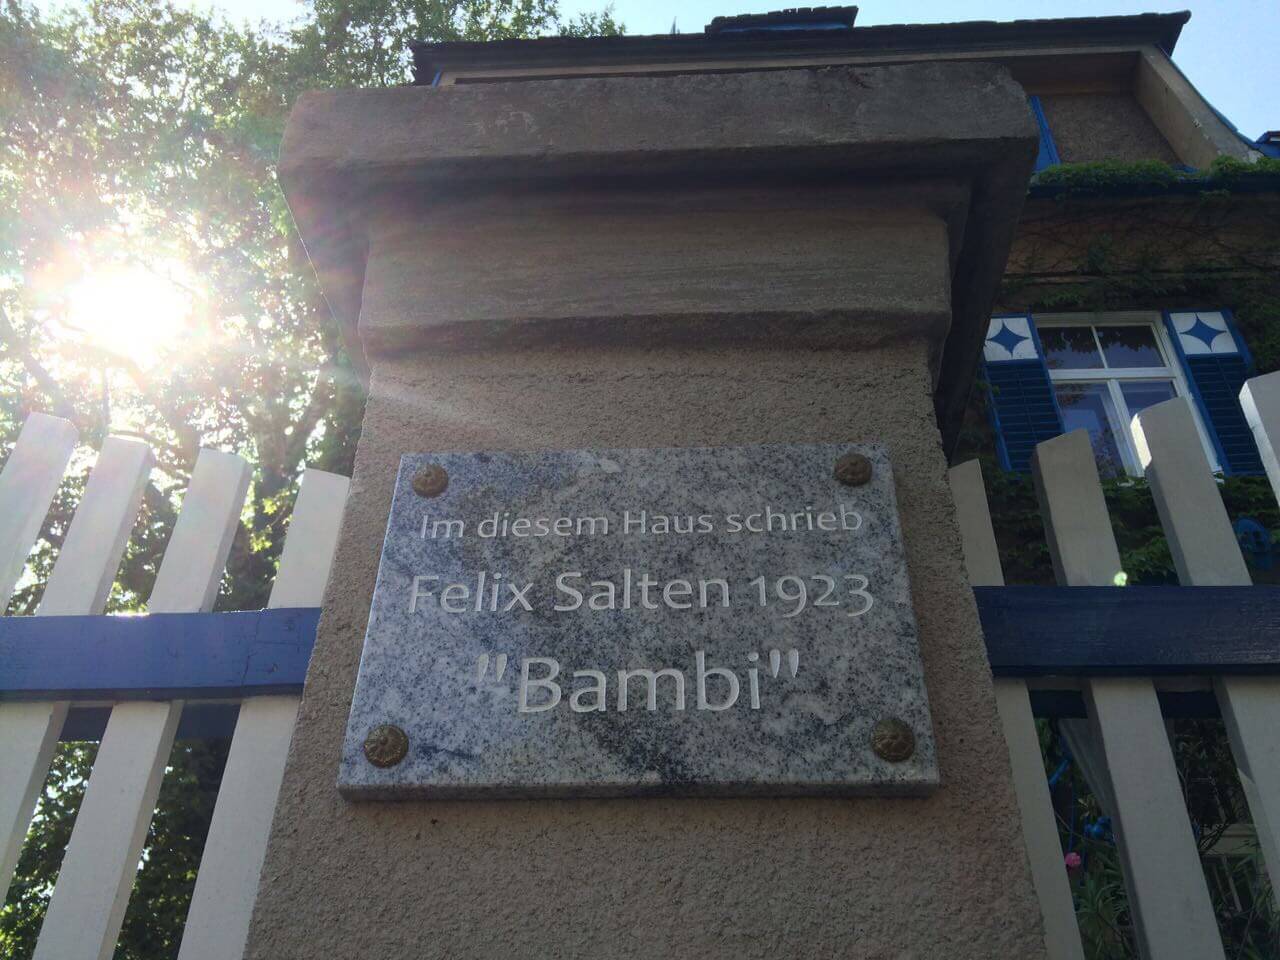 Im diesem Haus schrieb
Felix Salten 1923
"Bambi"